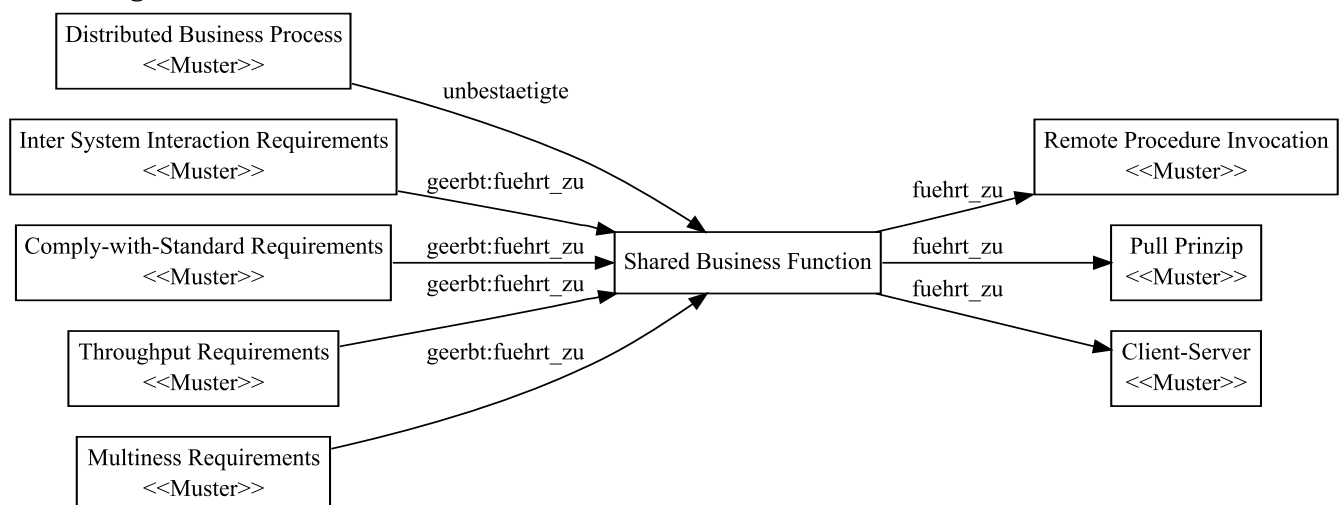 Distributed Business Process
<<Muster>>
unbestaetigte
Inter System Interaction Requirements
<<Muster>>
geerbt:fuehrt_zu
Comply-with-Standard Requirements
<<Muster>>
geerbt:fuehrt_zu
geerbt:fuehrt_zu
Throughput Requirements
<<Muster>>
geerbt:fuehrt_zu
Multiness Requirements
<<Muster>>
Shared Business Function
fuehrt_zu
fuehrt_zu
fuehrt_zu
Remote Procedure Invocation
<<Muster>>
Pull Prinzip
<<Muster>>
Client-Server
<<Muster>>